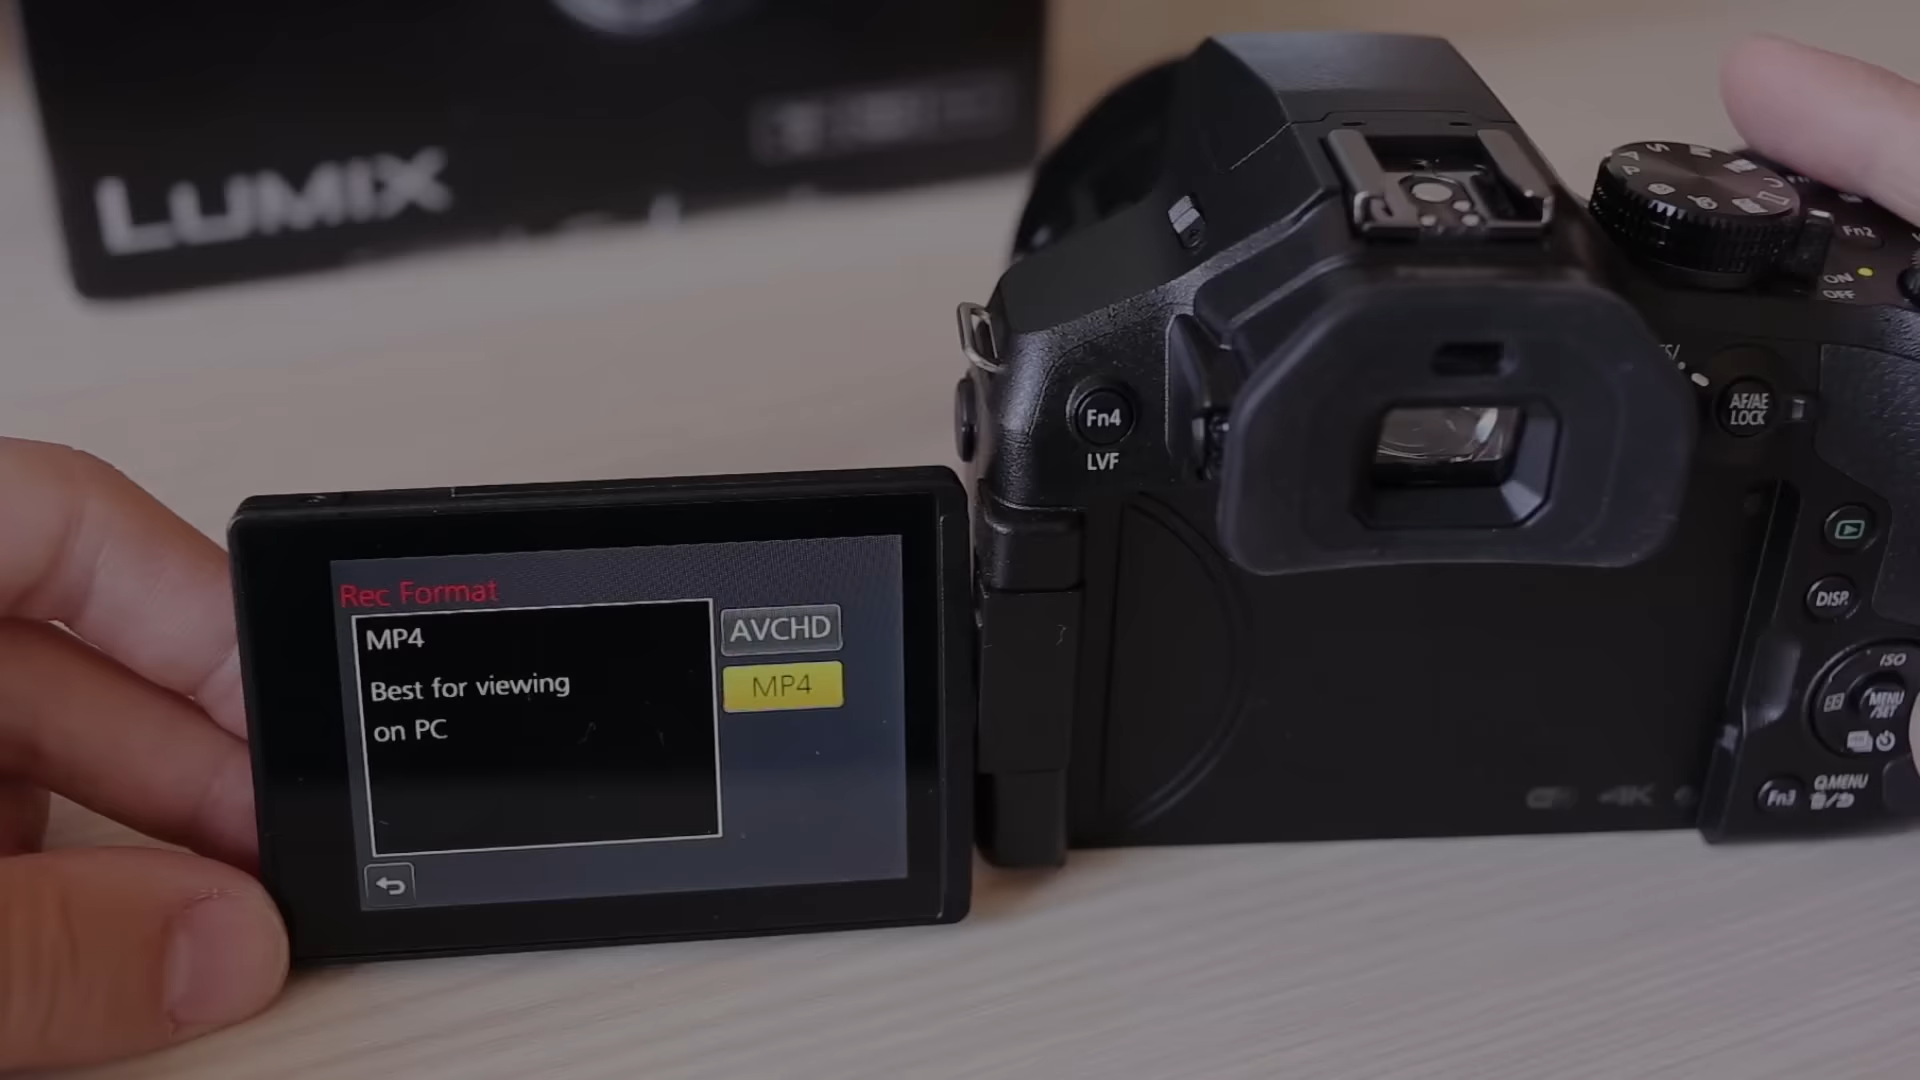 LUMIX
Fn2
ON
OFF
Fn4
LVF
AF/AE
LOCK
Rec Format
MP4
AVCHD
Best for viewing
on PC
MP4
DISP.
ISO
MENU
/SET
4K
Fn3
Q.MENU